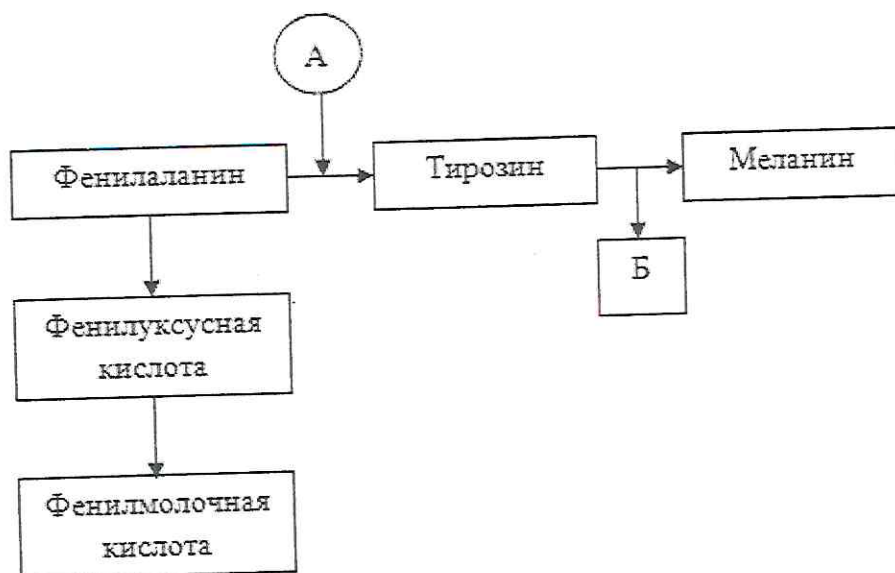 А
Фенилаланин
Тирозин
Меланин
Б
Фенилуксусная
кислота
Фенилмолочная
кислота